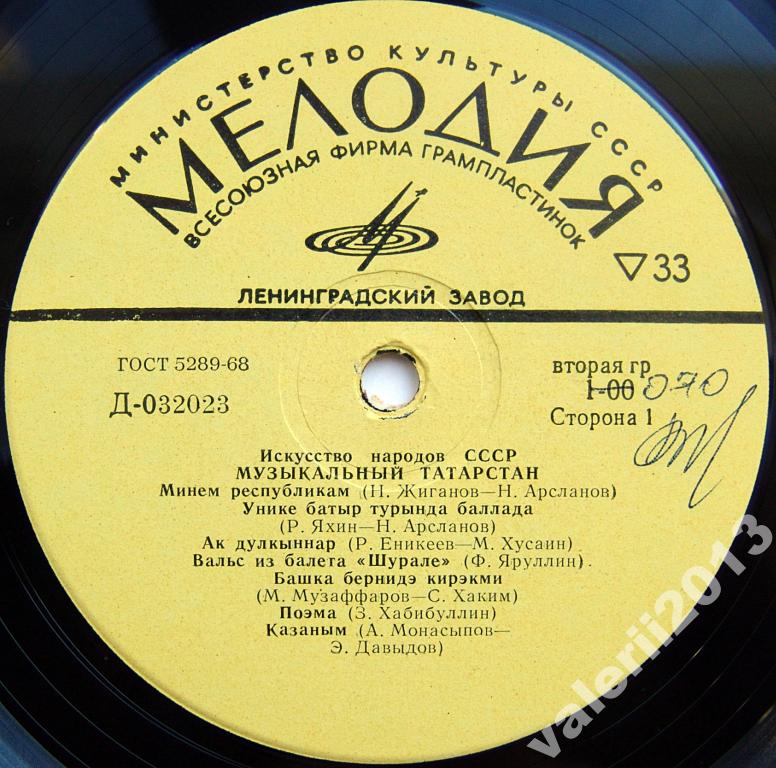 МИНИСТЕРСТВО КУЛЬТУРЫ СССР
МЕЛОДИЯ
ВСЕСОЮЗНАЯ ФИРМА ГРАМПЛАСТИНОК
▽33
ЛЕНИНГРАДСКИЙ ЗАВОД
ГОСТ 5289-68
вторая гр
Д-032023
1-00 070
Сторона 1
Искусство народов СССР
МУЗЫКАЛЬНЫЙ ТАТАРСТАН
Минем республикам (Н. Жиганов—Н. Арсланов)
Унике батыр турында баллада
(Р. Яхин—Н. Арсланов)
Ак дулкыннар (Р. Еникеев—М. Хусаин)
Вальс из балета «Шурале» (Ф. Яруллин).
Башка бернидэ кирэкми
(М. Музаффаров—С. Хаким)
Поэма (З. Хабибуллин)
Казаным (А. Монасыпов—
Э. Давыдов)
valerii2013